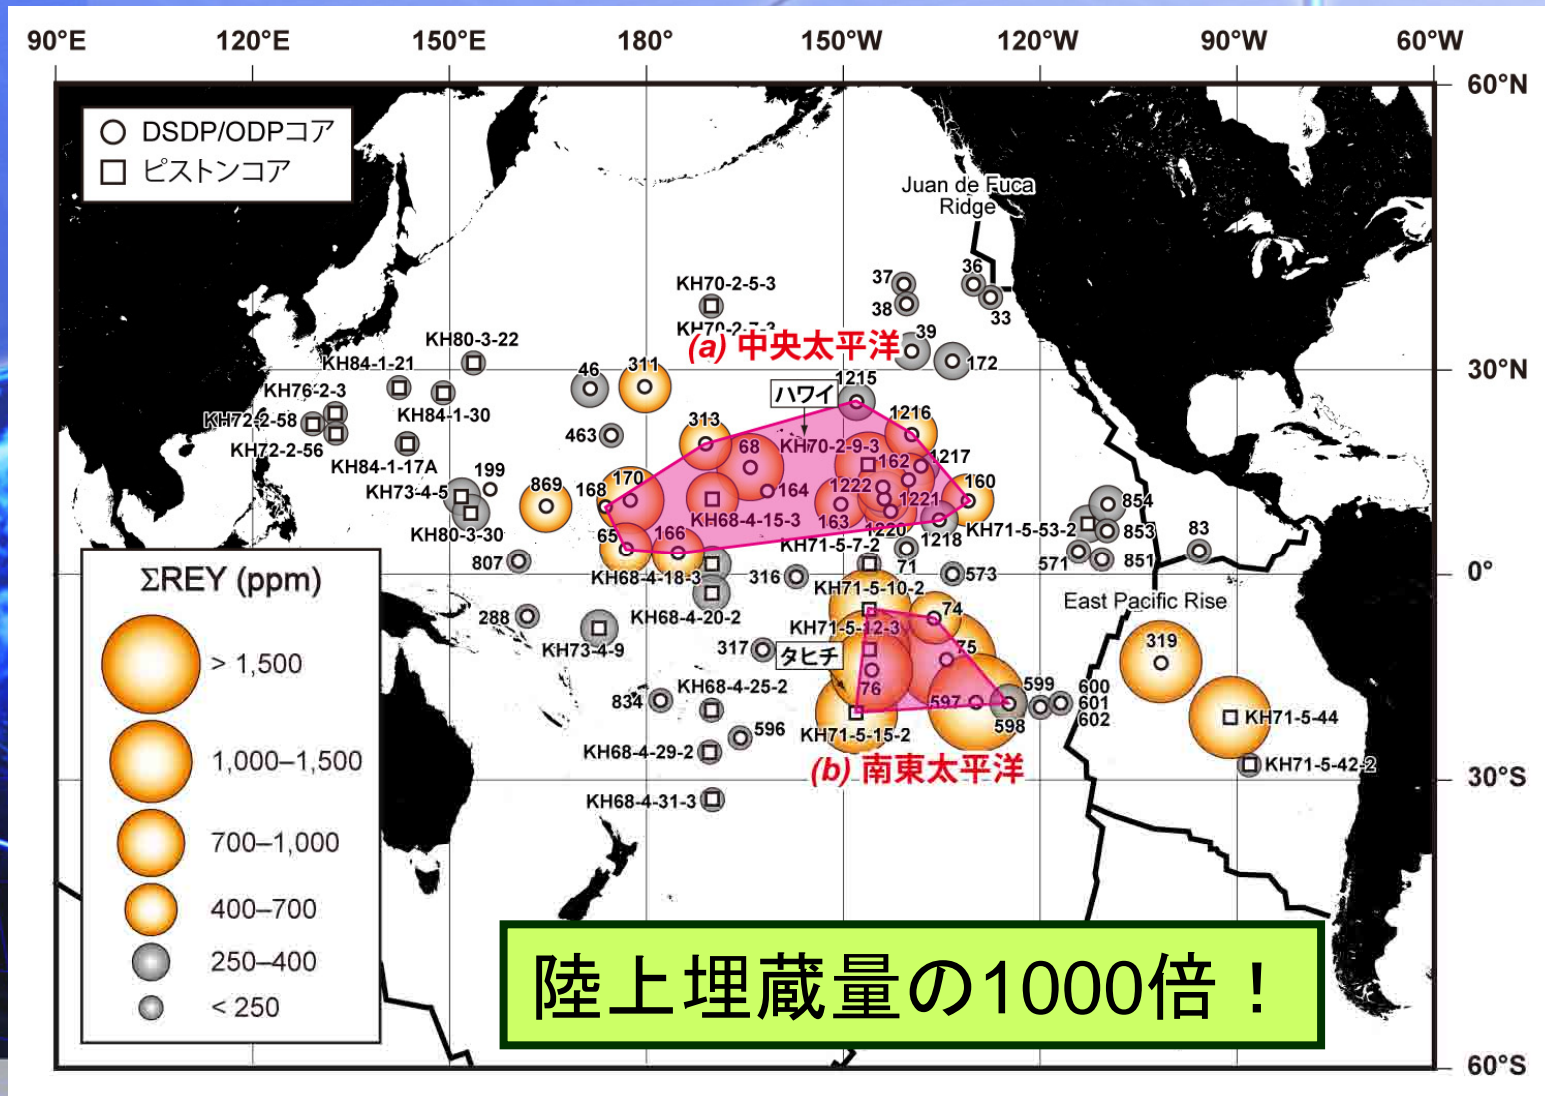 90°E 120°E 150°E 180° 150°W 120°W 90°W 60°W
60°N
DSDP/ODPコア
ピストンコア
Juan de Fuca
Ridge
37
36
KH70-2-5-3
38
33
KH70-2-7-3
39
KH80-3-22
(a) 中央太平洋
KH84-1-21
46
311
172
30°N
1215
KH76-2-3
ハワイ
KH84-1-30
KH72-2-58
313
1216
463
KH72-2-56
68
KH70-2-9-3
KH84-1-17A
162
1217
199
170
160
KH73-4-5
869
168
164
1222
1221
854
KH68-4-15-3
163
KH80-3-30
65
166
1220
1218
KH71-5-53-2
853
83
KH71-5-7-2
807
KH68-4-18-3
316
71
573
571
851
0°
ΣREY (ppm)
KH71-5-10-2
East Pacific Rise
288
KH68-4-20-2
74
KH71-5-12-3
319
KH73-4-9
317
タヒチ
75
> 1,500
76
KH68-4-25-2
599
600
834
597
601
598
602
KH71-5-44
596
KH71-5-15-2
KH68-4-29-2
1,000–1,500
(b) 南東太平洋
KH71-5-42-2
30°S
KH68-4-31-3
700–1,000
400–700
250–400
< 250
陸上埋蔵量の1000倍！
60°S